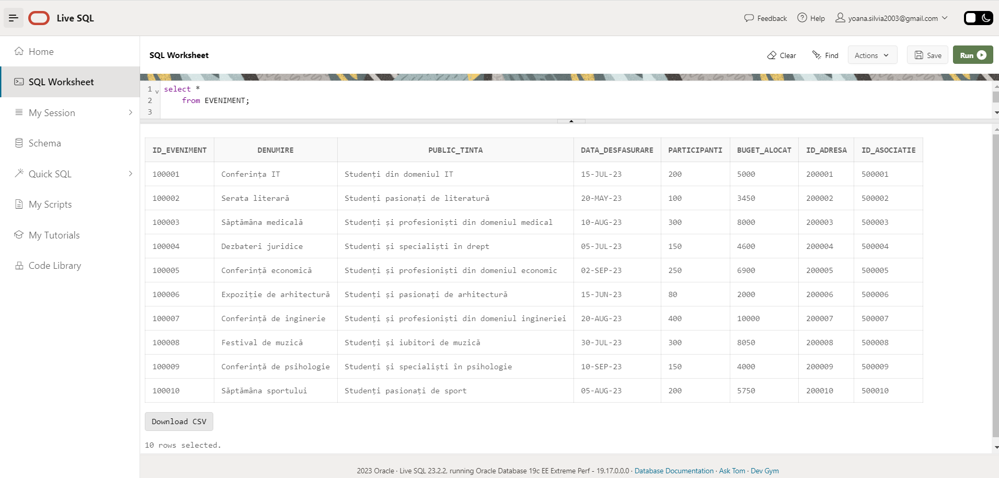 Live SQL
Feedback Help yoana.silvia2003@gmail.com
Home
SQL Worksheet
My Session
Schema
Quick SQL
My Scripts
My Tutorials
Code Library
SQL Worksheet
Clear Find Actions Save Run
1 select *
2 from EVENIMENT;
3
ID_EVENIMENT DENUMIRE PUBLIC_TINTA DATA_DESFASURARE PARTICIPANTI BUGET_ALOCAT ID_ADRESA ID_ASOCIATIE
100001 Conferința IT Studenți din domeniul IT 15-JUL-23 200 5000 200001 500001
100002 Serata literară Studenți pasionați de literatură 20-MAY-23 100 3450 200002 500002
100003 Săptămâna medicală Studenți și profesioniști din domeniul medical 10-AUG-23 300 8000 200003 500003
100004 Dezbateri juridice Studenți și specialiști în drept 05-JUL-23 150 4600 200004 500004
100005 Conferință economică Studenți și profesioniști din domeniul economic 02-SEP-23 250 6900 200005 500005
100006 Expoziție de arhitectură Studenți și pasionați de arhitectură 15-JUN-23 80 2000 200006 500006
100007 Conferință de inginerie Studenți și profesioniști din domeniul ingineriei 20-AUG-23 400 10000 200007 500007
100008 Festival de muzică Studenți și iubitori de muzică 30-JUL-23 300 8050 200008 500008
100009 Conferință de psihologie Studenți și specialiști în psihologie 10-SEP-23 150 4000 200009 500009
100010 Săptămâna sportului Studenți pasionați de sport 05-AUG-23 200 5750 200010 500010
Download CSV
10 rows selected.
2023 Oracle · Live SQL 23.2.2, running Oracle Database 19c EE Extreme Perf - 19.17.0.0.0 · Database Documentation · Ask Tom · Dev Gym